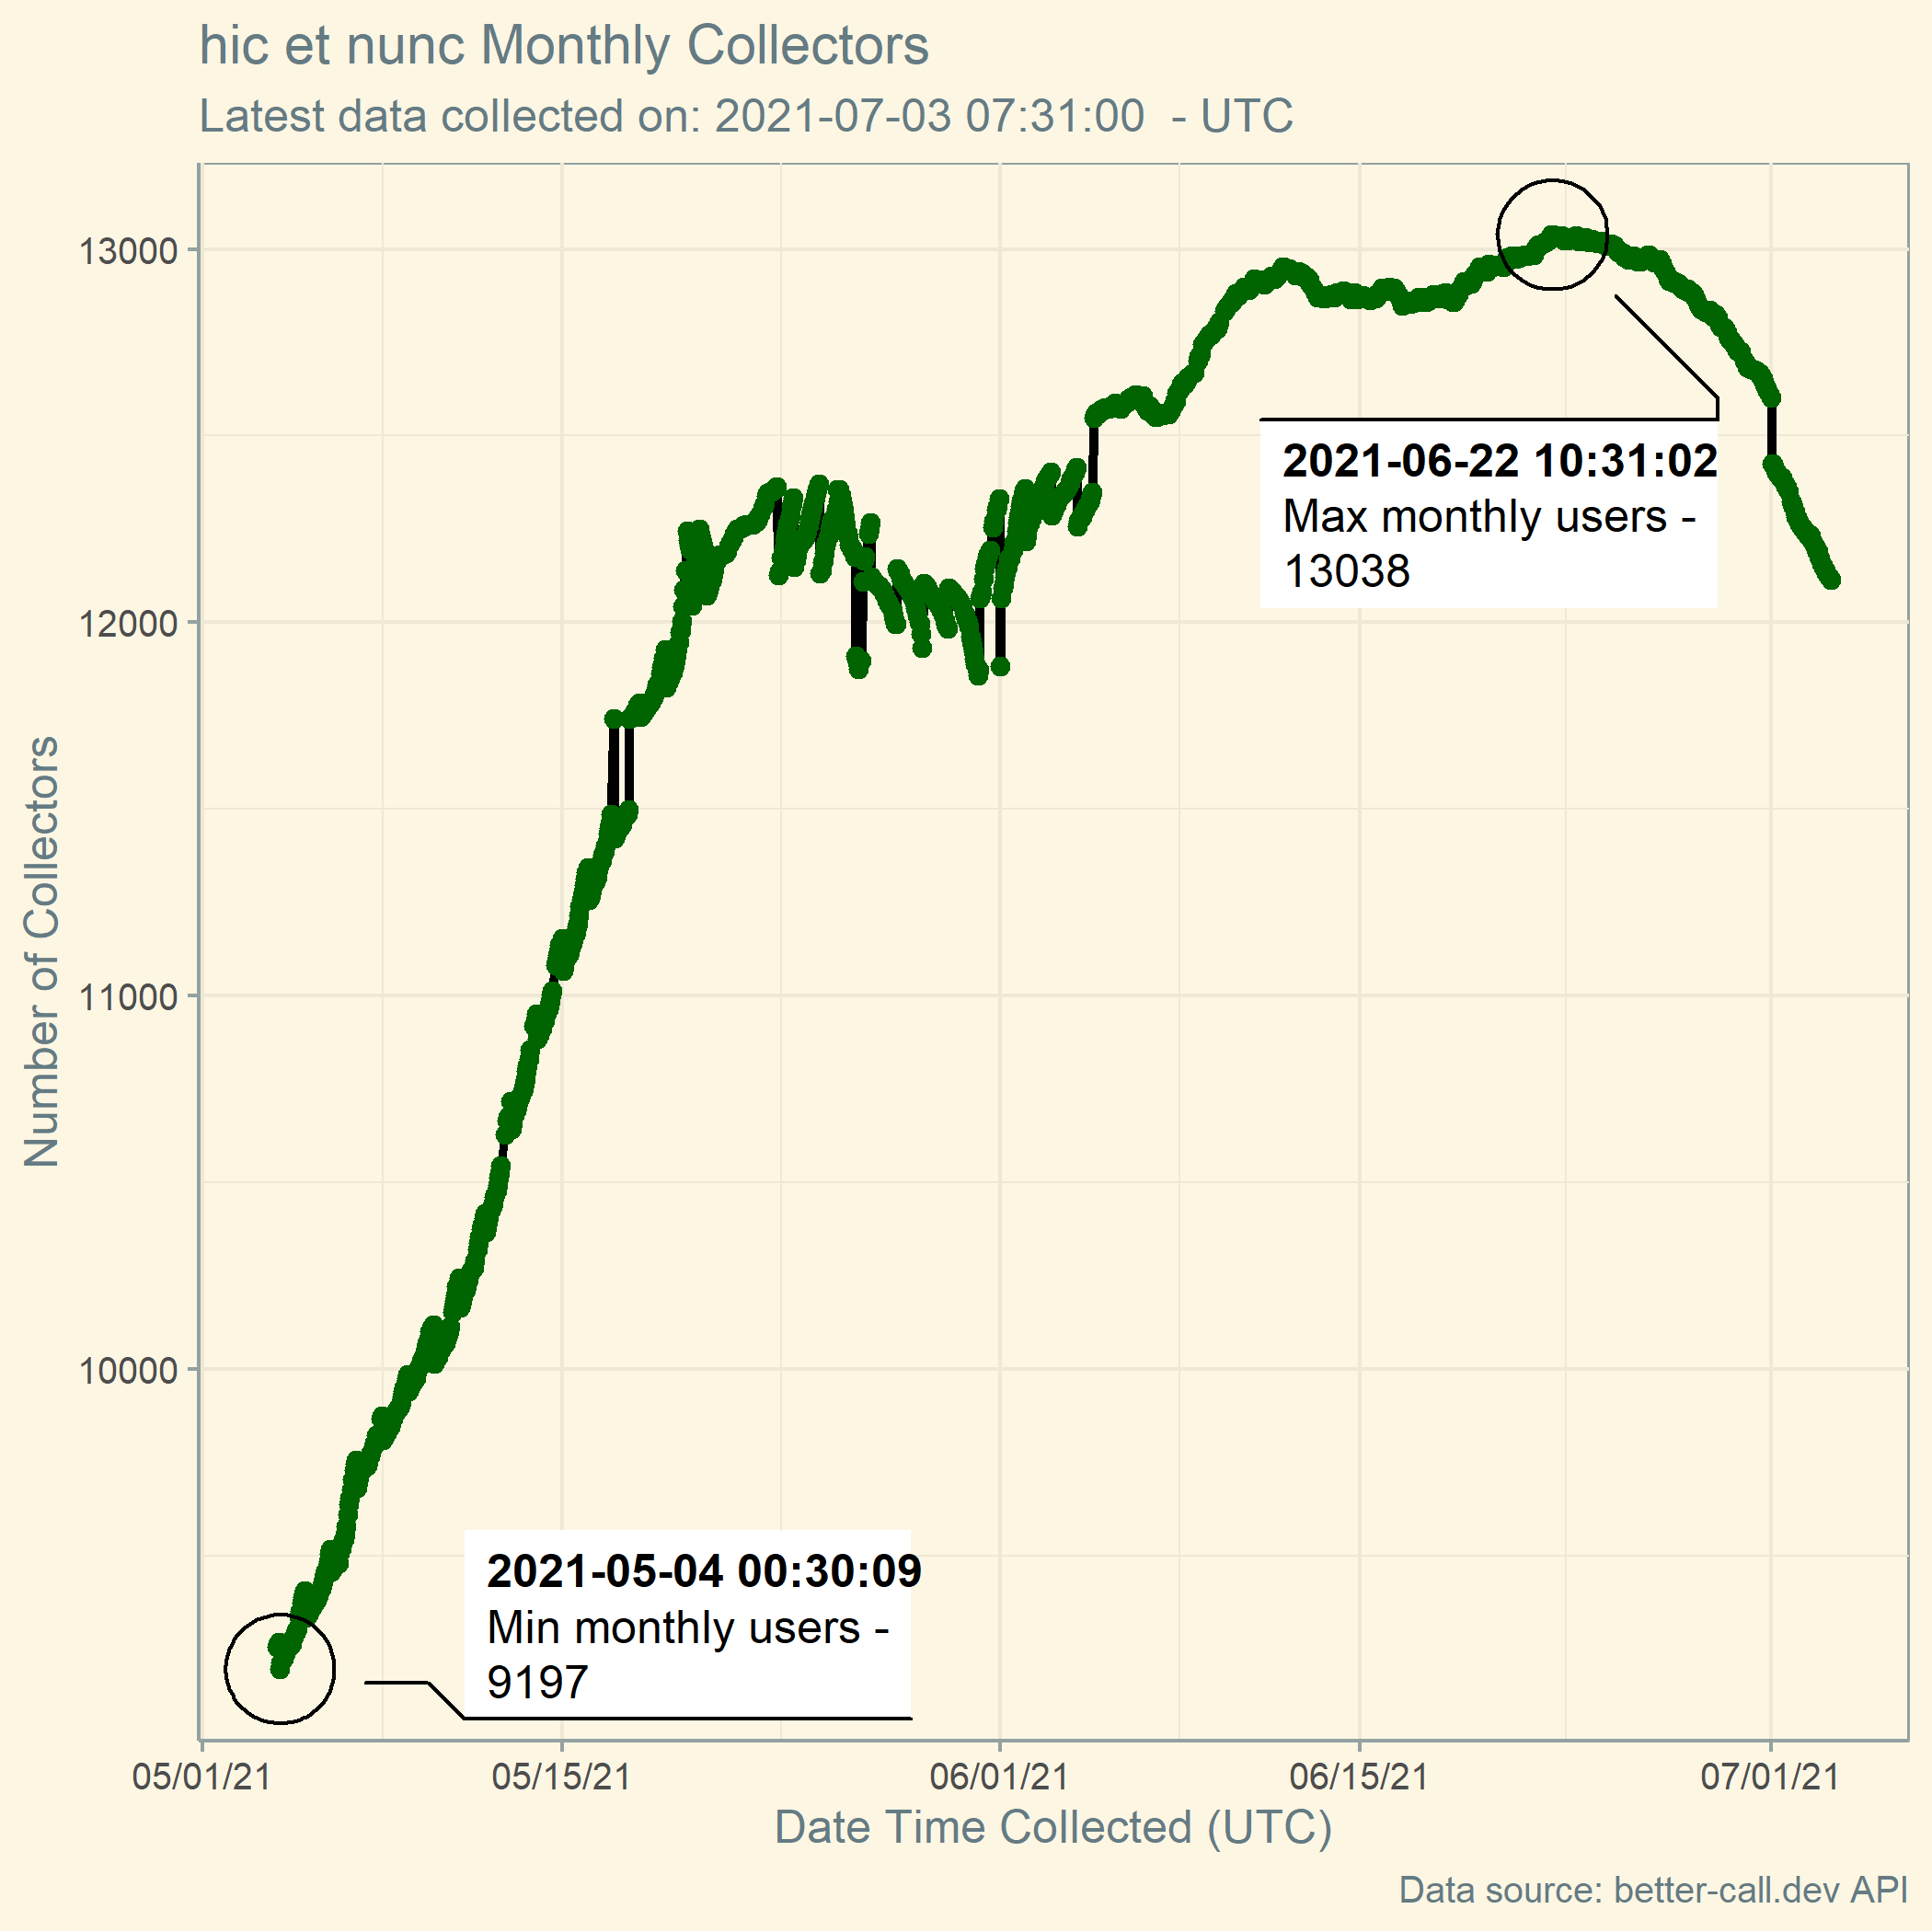 hic et nunc Monthly Collectors
Latest data collected on: 2021-07-03 07:31:00  - UTC
Number of Collectors
13000
12000
11000
10000
2021-06-22 10:31:02
Max monthly users -
13038
2021-05-04 00:30:09
Min monthly users -
9197
05/01/21
05/15/21
06/01/21
06/15/21
07/01/21
Date Time Collected (UTC)
Data source: better-call.dev API